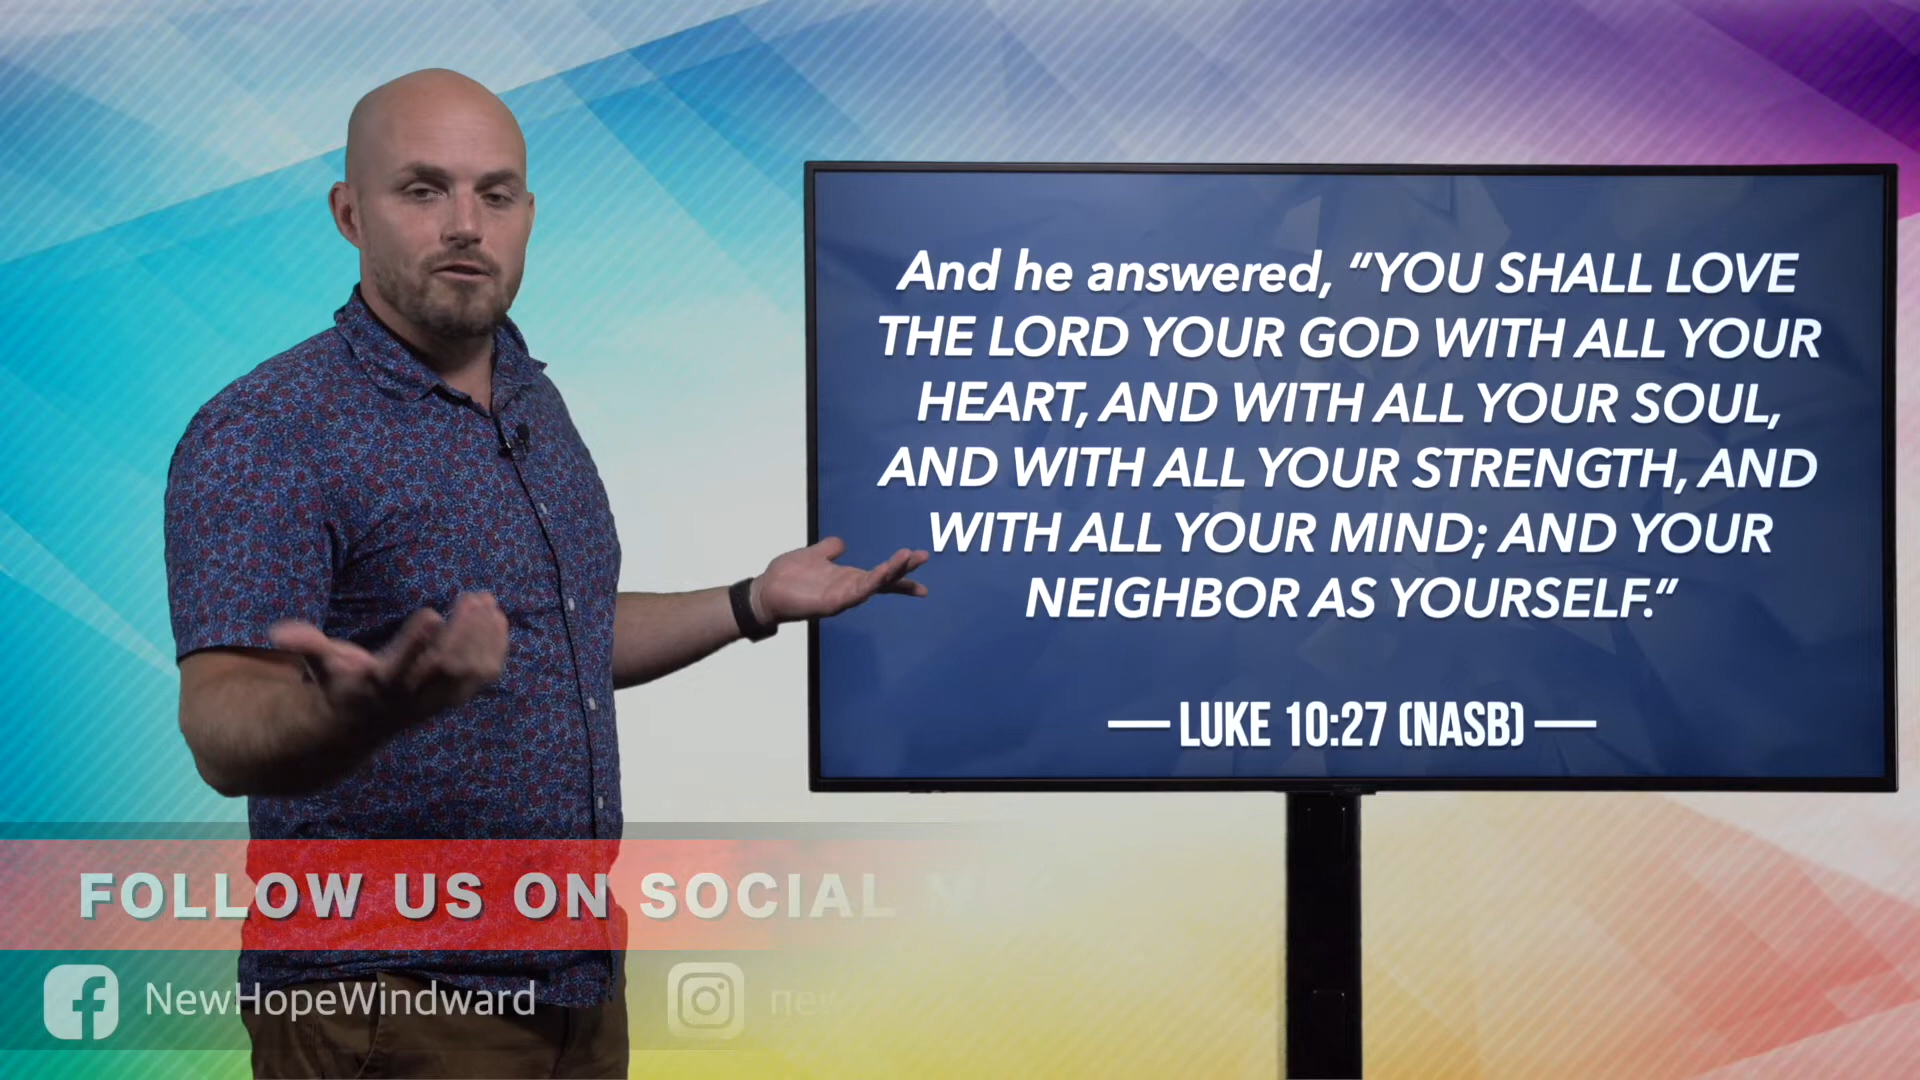 And he answered, “YOU SHALL LOVE
THE LORD YOUR GOD WITH ALL YOUR
HEART, AND WITH ALL YOUR SOUL,
AND WITH ALL YOUR STRENGTH, AND
WITH ALL YOUR MIND; AND YOUR
NEIGHBOR AS YOURSELF.”
— LUKE 10:27 (NASB) —
FOLLOW US ON SOCIAL
NewHopeWindward